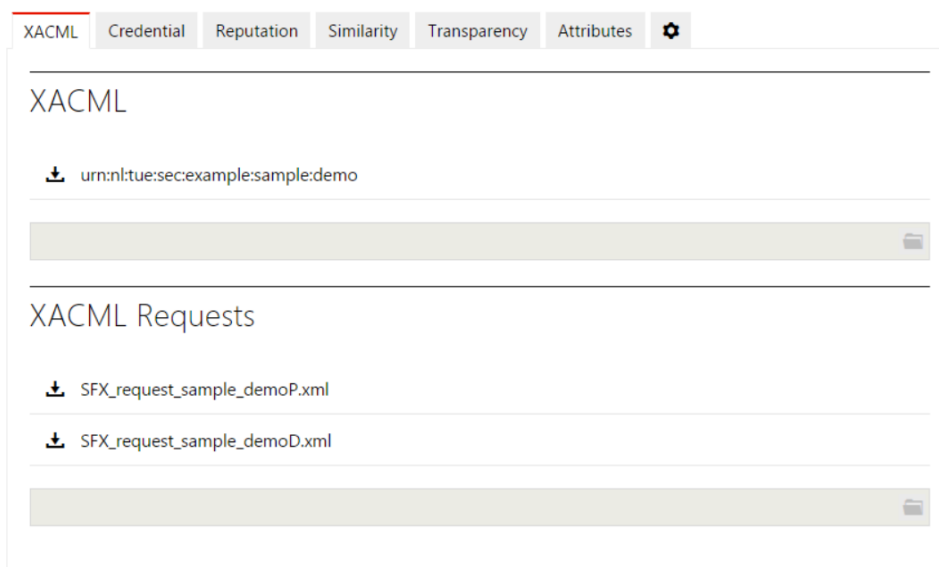 XACML Credential Reputation Similarity Transparency Attributes
XACML
urn:nl:tue:sec:example:sample:demo
XACML Requests
SFX_request_sample_demoP.xml
SFX_request_sample_demoD.xml